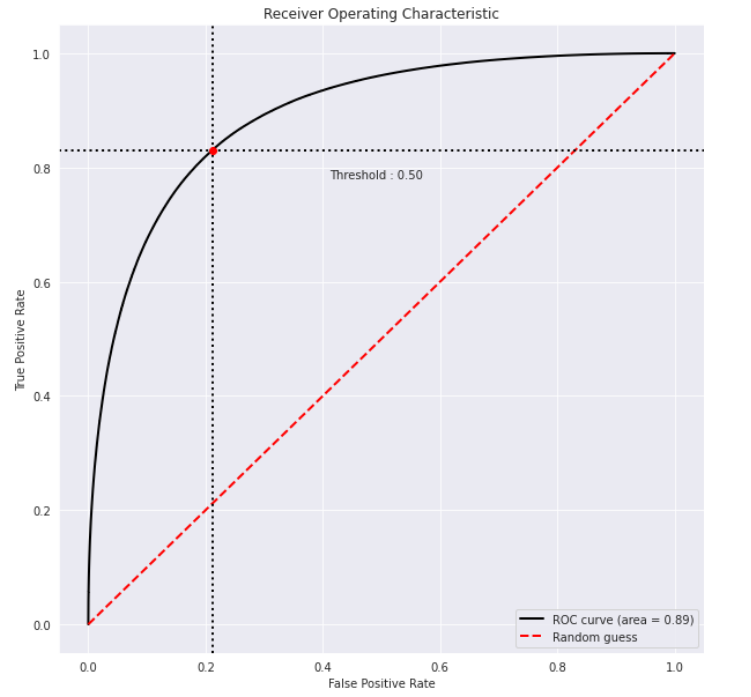 Receiver Operating Characteristic
1.0
0.8
0.6
0.4
0.2
0.0
True Positive Rate
Threshold : 0.50
ROC curve (area = 0.89)
Random guess
0.0 0.2 0.4 0.6 0.8 1.0
False Positive Rate